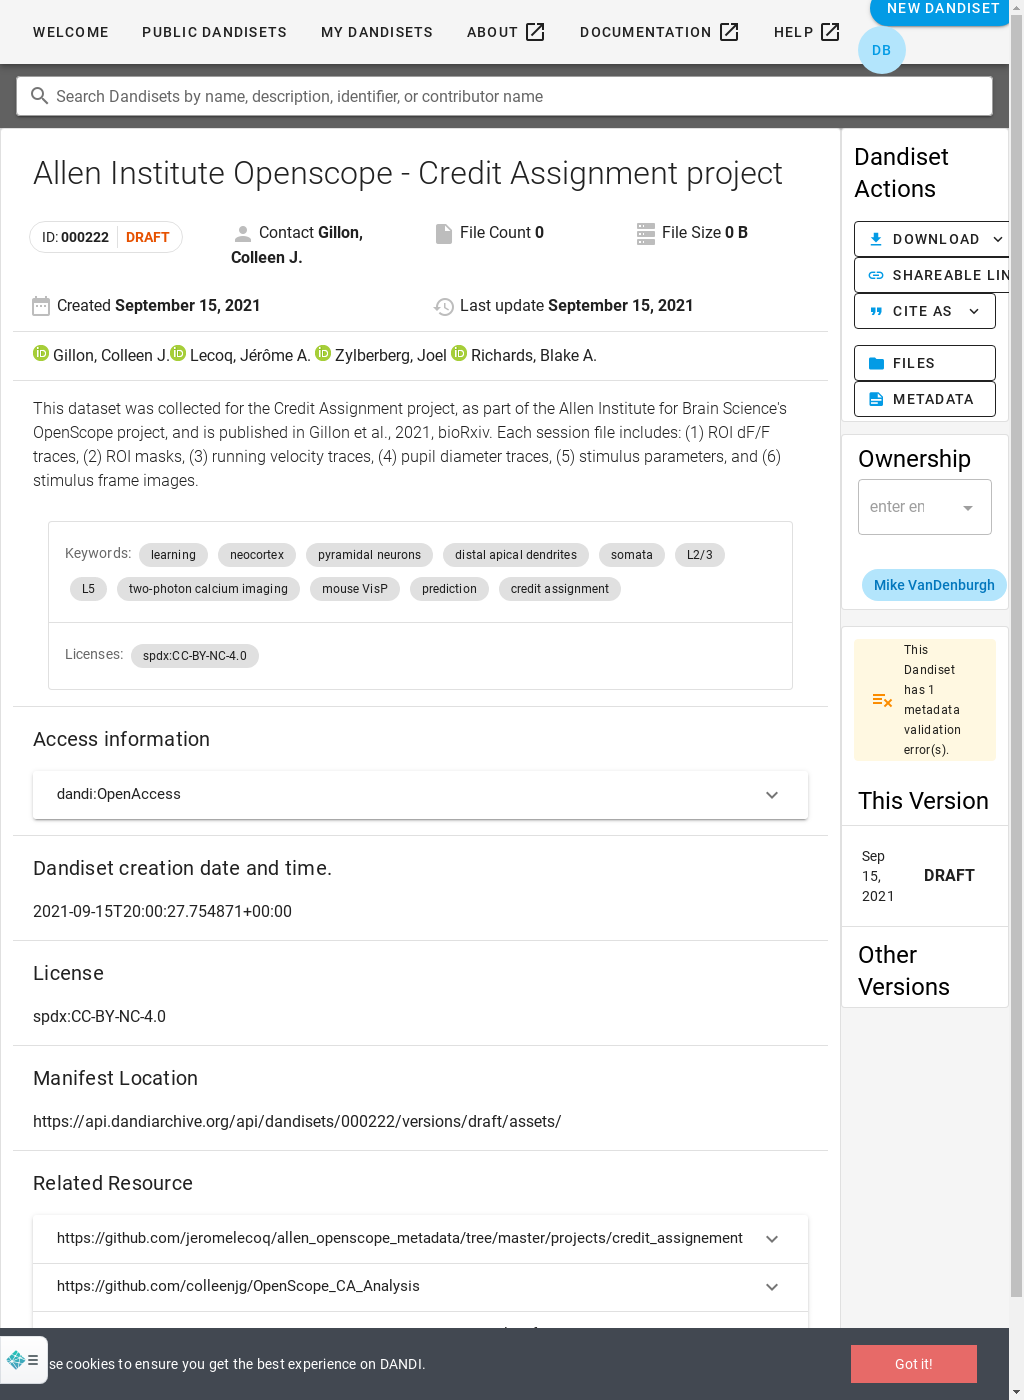 WELCOME PUBLIC DANDISETS MY DANDISETS ABOUT DOCUMENTATION HELP NEW DANDISET
DB
Search Dandisets by name, description, identifier, or contributor name
Allen Institute Openscope - Credit Assignment project
ID: 000222 DRAFT
Contact Gillon,
Colleen J.
File Count 0
File Size 0 B
Created September 15, 2021
Last update September 15, 2021
Gillon, Colleen J. Lecoq, Jérôme A. Zylberberg, Joel Richards, Blake A.
This dataset was collected for the Credit Assignment project, as part of the Allen Institute for Brain Science's
OpenScope project, and is published in Gillon et al., 2021, bioRxiv. Each session file includes: (1) ROI dF/F
traces, (2) ROI masks, (3) running velocity traces, (4) pupil diameter traces, (5) stimulus parameters, and (6)
stimulus frame images.
Keywords: learning neocortex pyramidal neurons distal apical dendrites somata L2/3
L5 two-photon calcium imaging mouse VisP prediction credit assignment
Licenses: spdx:CC-BY-NC-4.0
Access information
dandi:OpenAccess
Dandiset creation date and time.
2021-09-15T20:00:27.754871+00:00
License
spdx:CC-BY-NC-4.0
Manifest Location
https://api.dandiarchive.org/api/dandisets/000222/versions/draft/assets/
Related Resource
https://github.com/jeromelecoq/allen_openscope_metadata/tree/master/projects/credit_assignement
https://github.com/colleenjg/OpenScope_CA_Analysis
Dandiset
Actions
DOWNLOAD
SHAREABLE LIN
CITE AS
FILES
METADATA
Ownership
enter en
Mike VanDenburgh
This
Dandiset
has 1
metadata
validation
error(s).
This Version
Sep
15,
2021
DRAFT
Other
Versions
se cookies to ensure you get the best experience on DANDI.
Got it!